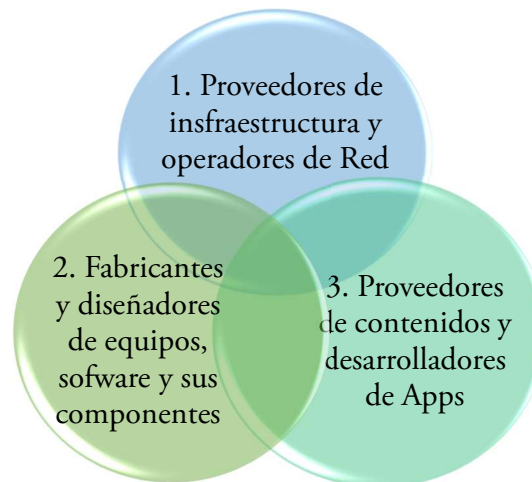 1. Proveedores de
insfraestructura y
operadores de Red
2. Fabricantes
y diseñadores
de equipos,
sofware y sus
componentes
3. Proveedores
de contenidos y
desarrolladores
de Apps